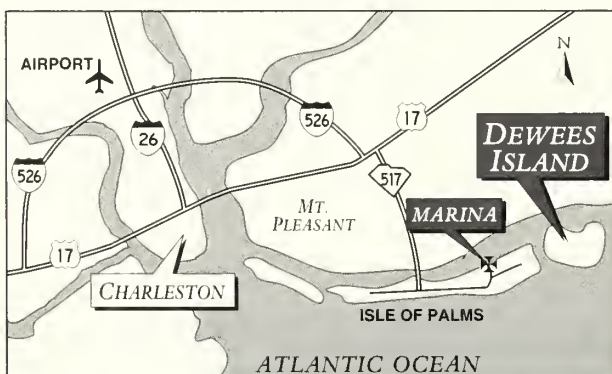 AIRPORT
N
526
17
26
526
DEWEES
ISLAND
517
MT.
PLEASANT
MARINA
17
CHARLESTON
ISLE OF PALMS
ATLANTIC OCEAN